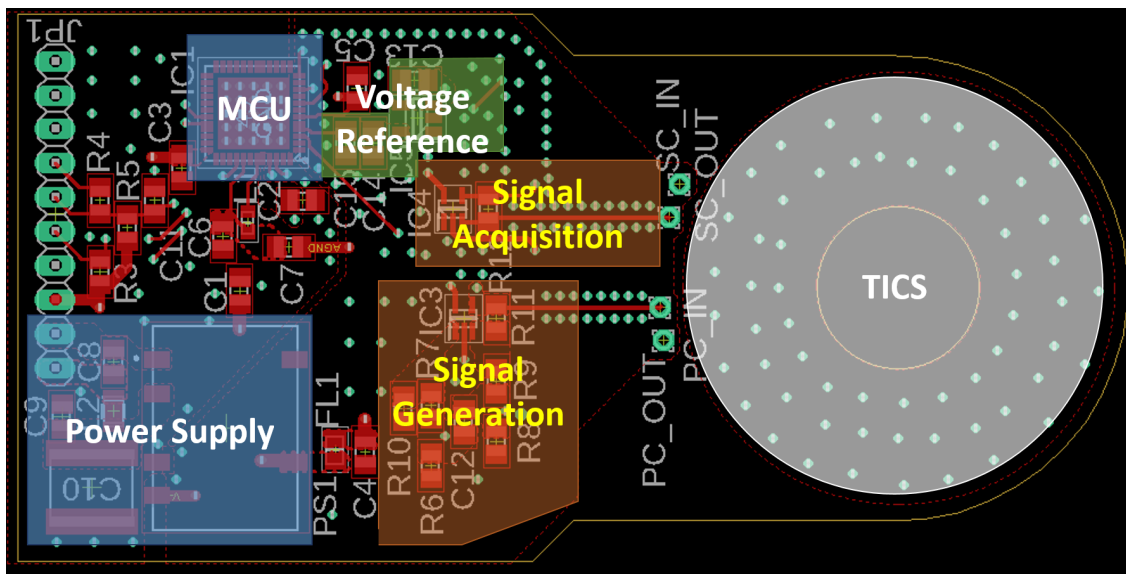 JP1
IC1
MCU
C5
C13
Voltage
Reference
C3
R4
R5
SC_IN
SC_OUT
C2
C14
IC4
Signal
Acquisition
C6
C11
C7
AGND
R3
C1
R1
TICS
IC3
R11
PC_IN
PC_OUT
C8
R7
R9
Signal
Generation
FL1
C9
Power Supply
R8
R10
C10
V-
PS1
C4
R6
C12